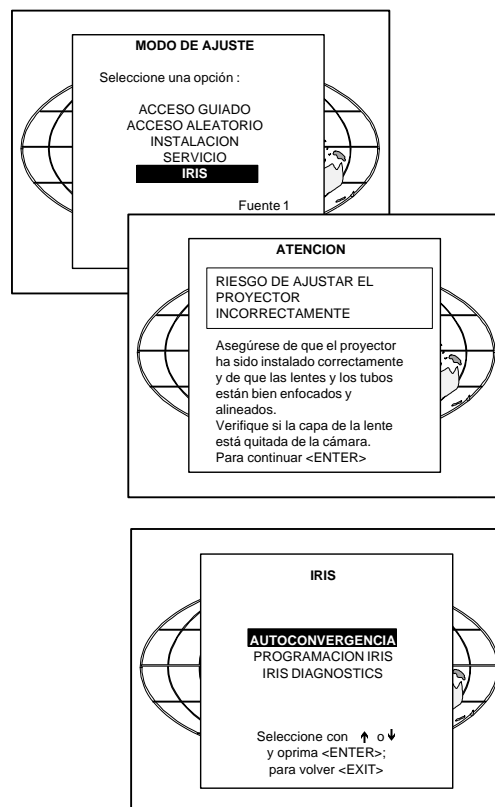 MODO DE AJUSTE
Seleccione una opción :
ACCESO GUIADO
ACCESO ALEATORIO
INSTALACION
SERVICIO
IRIS
Fuente 1
ATENCION
RIESGO DE AJUSTAR EL
PROYECTOR
INCORRECTAMENTE
Asegúrese de que el proyector
ha sido instalado correctamente
y de que las lentes y los tubos
están bien enfocados y
alineados.
Verifique si la capa de la lente
está quitada de la cámara.
Para continuar <ENTER>
IRIS
AUTOCONVERGENCIA
PROGRAMACION IRIS
IRIS DIAGNOSTICS
Seleccione con ↑ o ↓
y oprima <ENTER>;
para volver <EXIT>